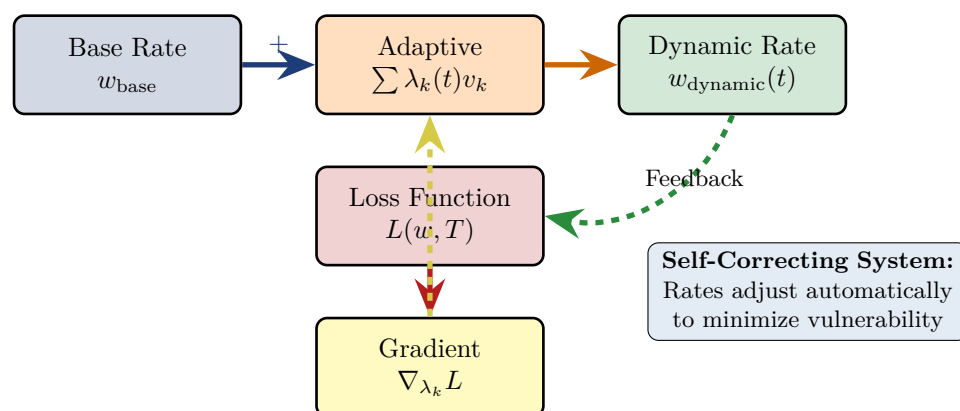 Base Rate
w_base
+
Adaptive
∑ λ_k(t)v_k
Dynamic Rate
w_dynamic(t)
Loss Function
L(w, T)
Feedback
Self-Correcting System:
Rates adjust automatically
to minimize vulnerability
Gradient
∇_{λ_k} L